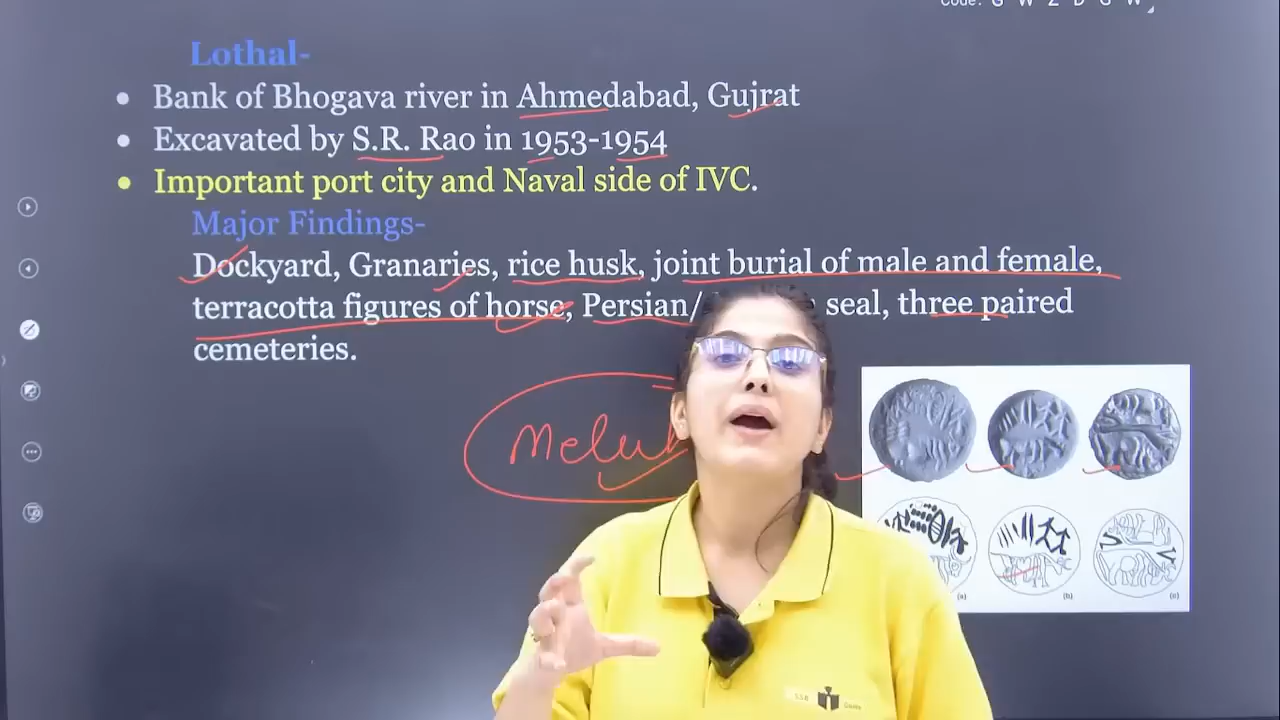 Code: G W Z D G W
Lothal-
• Bank of Bhogava river in Ahmedabad, Gujrat
• Excavated by S.R. Rao in 1953-1954
• Important port city and Naval side of IVC.
Major Findings-
Dockyard, Granaries, rice husk, joint burial of male and female,
terracotta figures of horse, Persian/ seal, three paired
cemeteries.
(a) (b) (c)
SSB